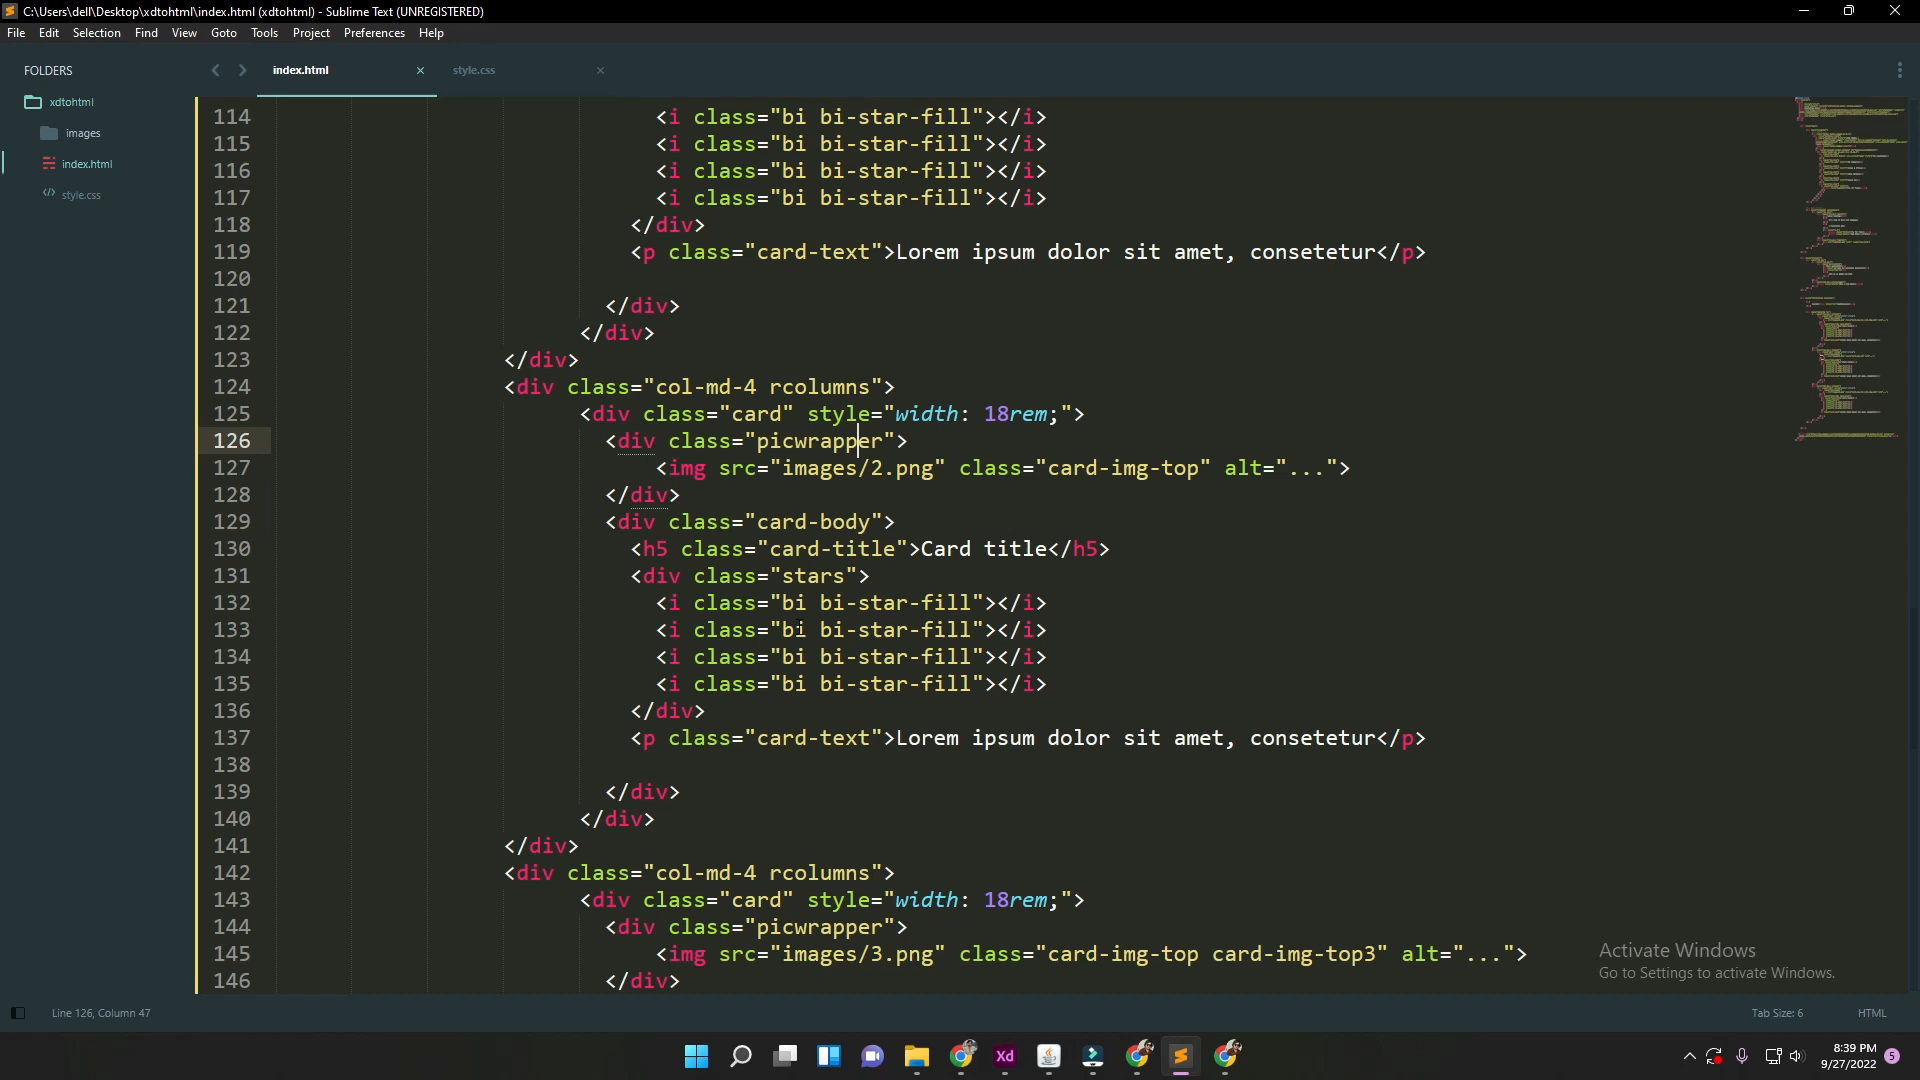 C:\Users\dell\Desktop\xdtohtml\index.html (xdtohtml) - Sublime Text (UNREGISTERED)
File Edit Selection Find View Goto Tools Project Preferences Help
FOLDERS
xdtohtml
images
index.html
style.css
index.html
style.css
114 <i class="bi bi-star-fill"></i>
115 <i class="bi bi-star-fill"></i>
116 <i class="bi bi-star-fill"></i>
117 <i class="bi bi-star-fill"></i>
118 </div>
119 <p class="card-text">Lorem ipsum dolor sit amet, consetetur</p>
120
121 </div>
122 </div>
123 </div>
124 <div class="col-md-4 rcolumns">
125 <div class="card" style="width: 18rem;">
126 <div class="picwrapper">
127 <img src="images/2.png" class="card-img-top" alt="...">
128 </div>
129 <div class="card-body">
130 <h5 class="card-title">Card title</h5>
131 <div class="stars">
132 <i class="bi bi-star-fill"></i>
133 <i class="bi bi-star-fill"></i>
134 <i class="bi bi-star-fill"></i>
135 <i class="bi bi-star-fill"></i>
136 </div>
137 <p class="card-text">Lorem ipsum dolor sit amet, consetetur</p>
138
139 </div>
140 </div>
141 </div>
142 <div class="col-md-4 rcolumns">
143 <div class="card" style="width: 18rem;">
144 <div class="picwrapper">
145 <img src="images/3.png" class="card-img-top card-img-top3" alt="...">
146 </div>
Activate Windows
Go to Settings to activate Windows.
Line 126, Column 47
Tab Size: 6
HTML
Xd
8:39 PM
9/27/2022
5